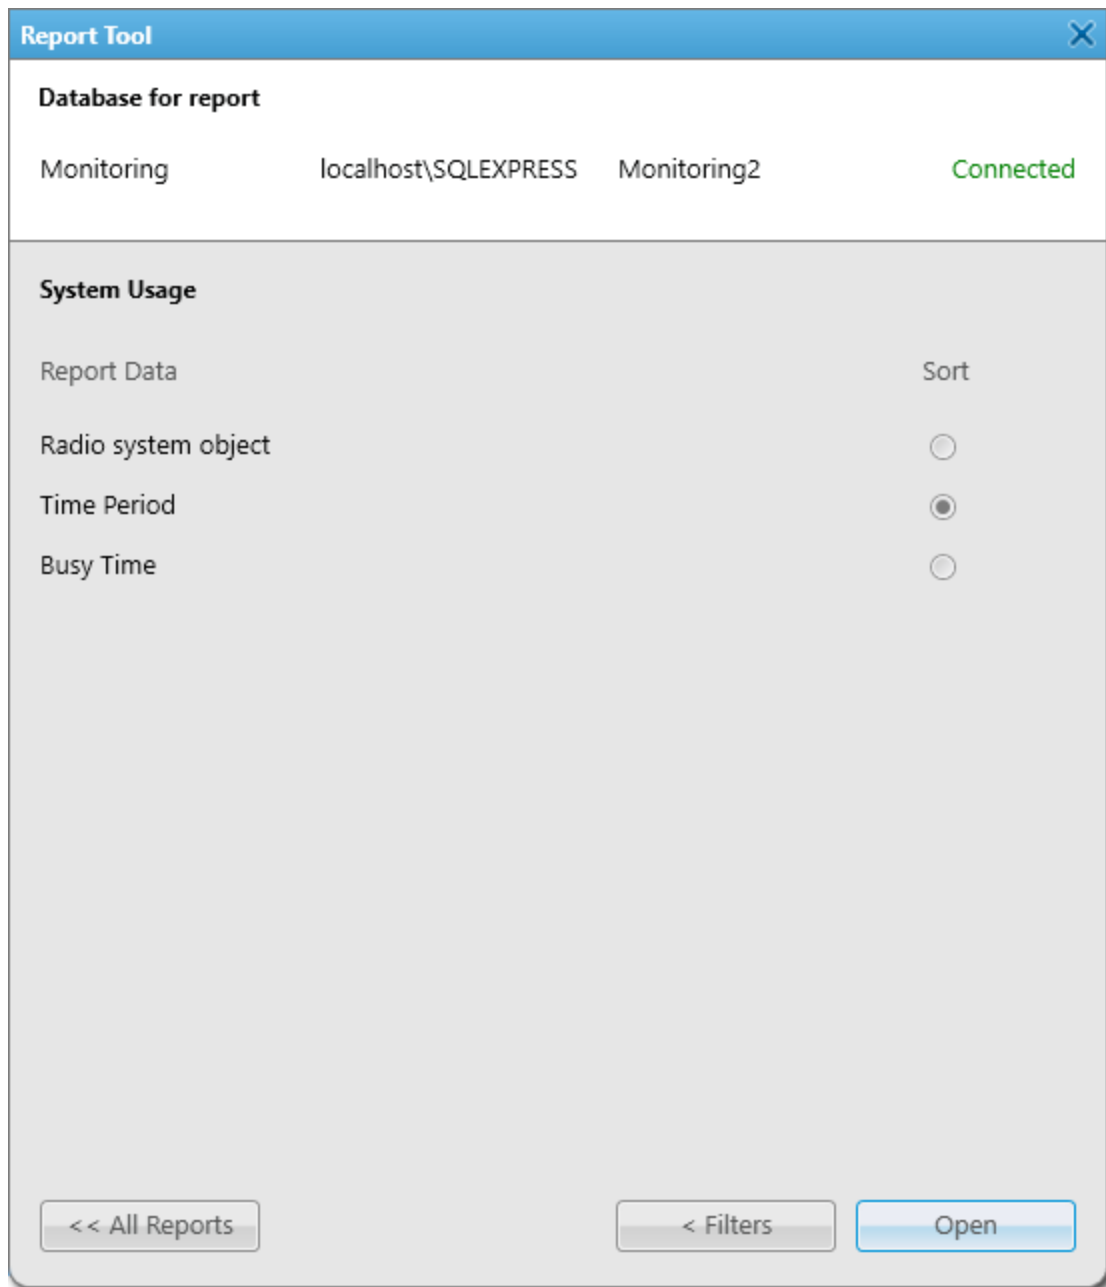 Report Tool
Database for report
Monitoring localhost\SQLEXPRESS Monitoring2 Connected
System Usage
Report Data Sort
Radio system object
Time Period
Busy Time
<< All Reports < Filters Open